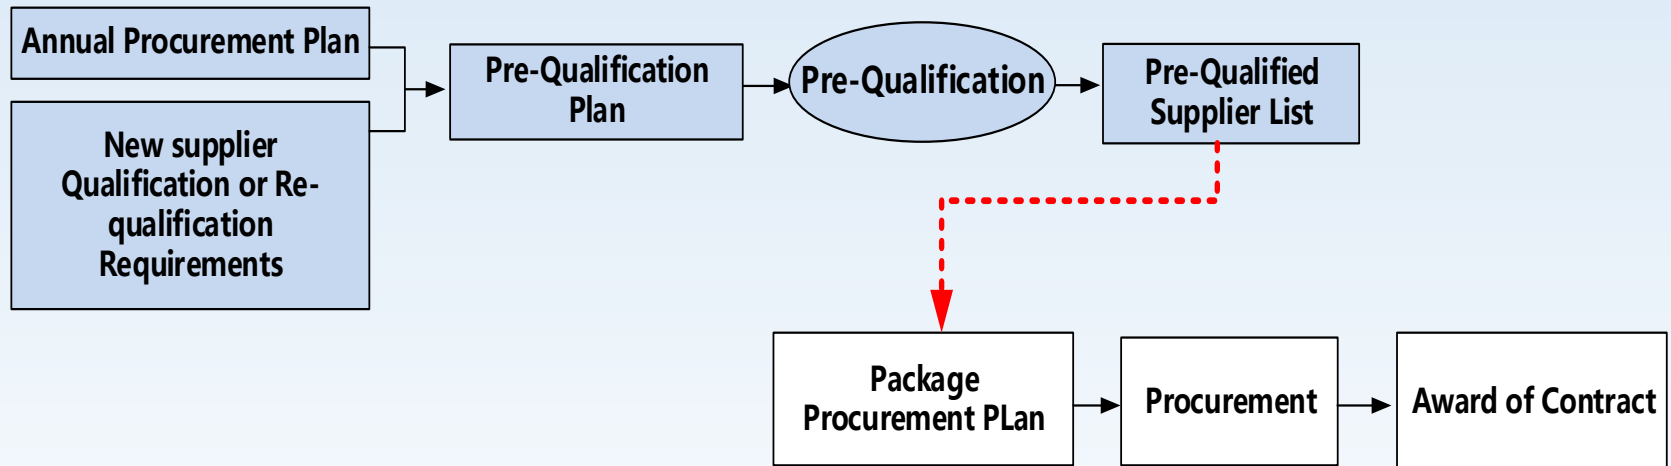 Annual Procurement Plan
New supplier
Qualification or Re-
qualification
Requirements
Pre-Qualification
Plan
Pre-Qualification
Pre-Qualified
Supplier List
Package
Procurement PLan
Procurement
Award of Contract